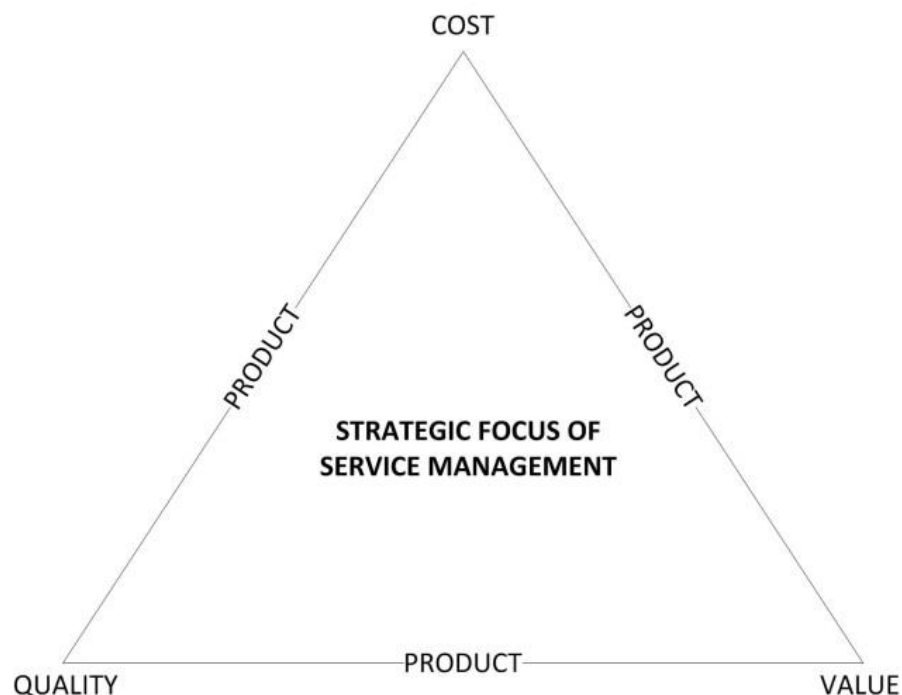 COST
PRODUCT
PRODUCT
STRATEGIC FOCUS OF
SERVICE MANAGEMENT
PRODUCT
QUALITY
VALUE